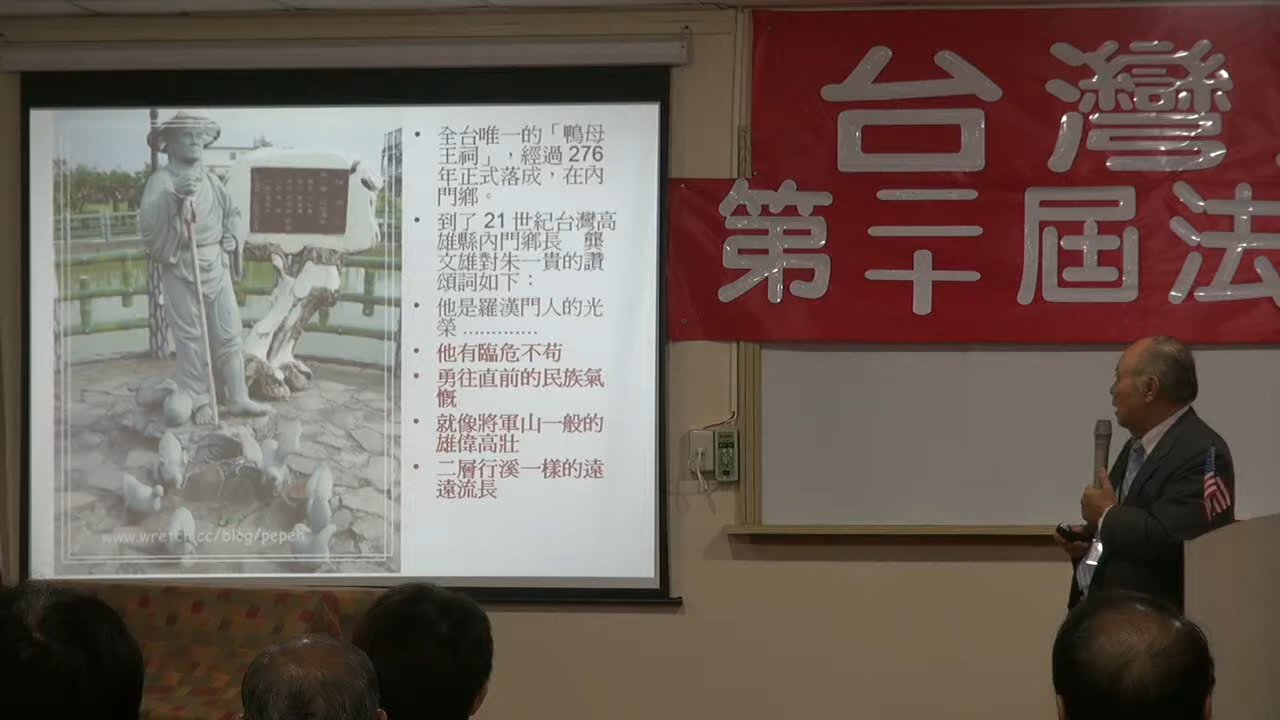 台灣
第二十屆法
• 全台唯一的「鴨母
王祠」，經過 276
年正式落成，在內
門鄉。
• 到了 21 世紀台灣高
雄縣內門鄉長　龔
文雄對朱一貴的讚
頌詞如下：
• 他是羅漢門人的光
榮 .............
• 他有臨危不苟
• 勇往直前的民族氣
慨
• 就像將軍山一般的
雄偉高壯
• 二層行溪一樣的遠
遠流長
www.wretch.cc/blog/pepeh